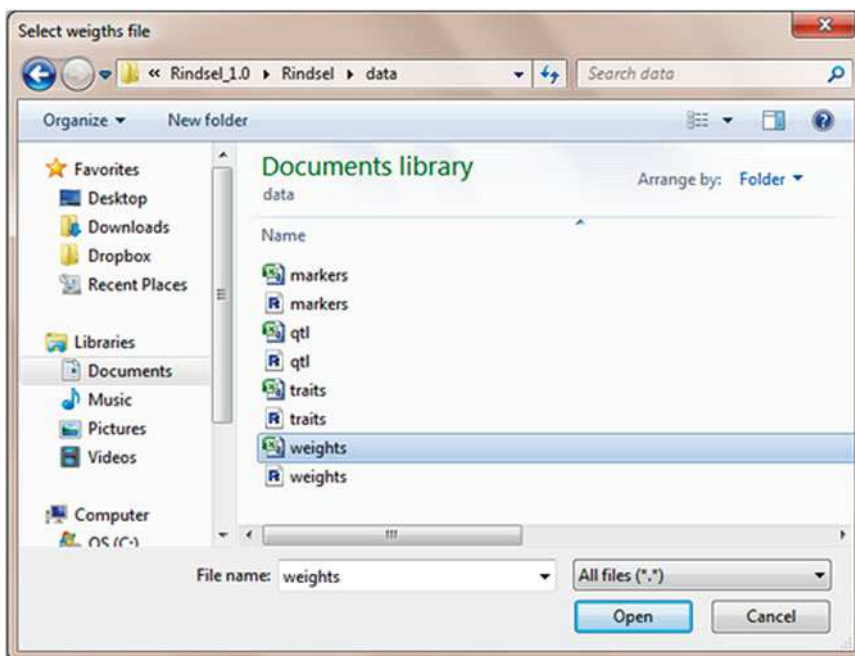 Select weigths file
« Rindsel_1.0 ▸ Rindsel ▸ data
Search data
Organize ▾ New folder
Favorites
Desktop
Downloads
Dropbox
Recent Places
Libraries
Documents
Music
Pictures
Videos
Computer
OS (C:)
Documents library
data
Arrange by: Folder ▾
Name
markers
R markers
qtl
R qtl
traits
R traits
weights
R weights
File name: weights
All files (*.*)
Open Cancel